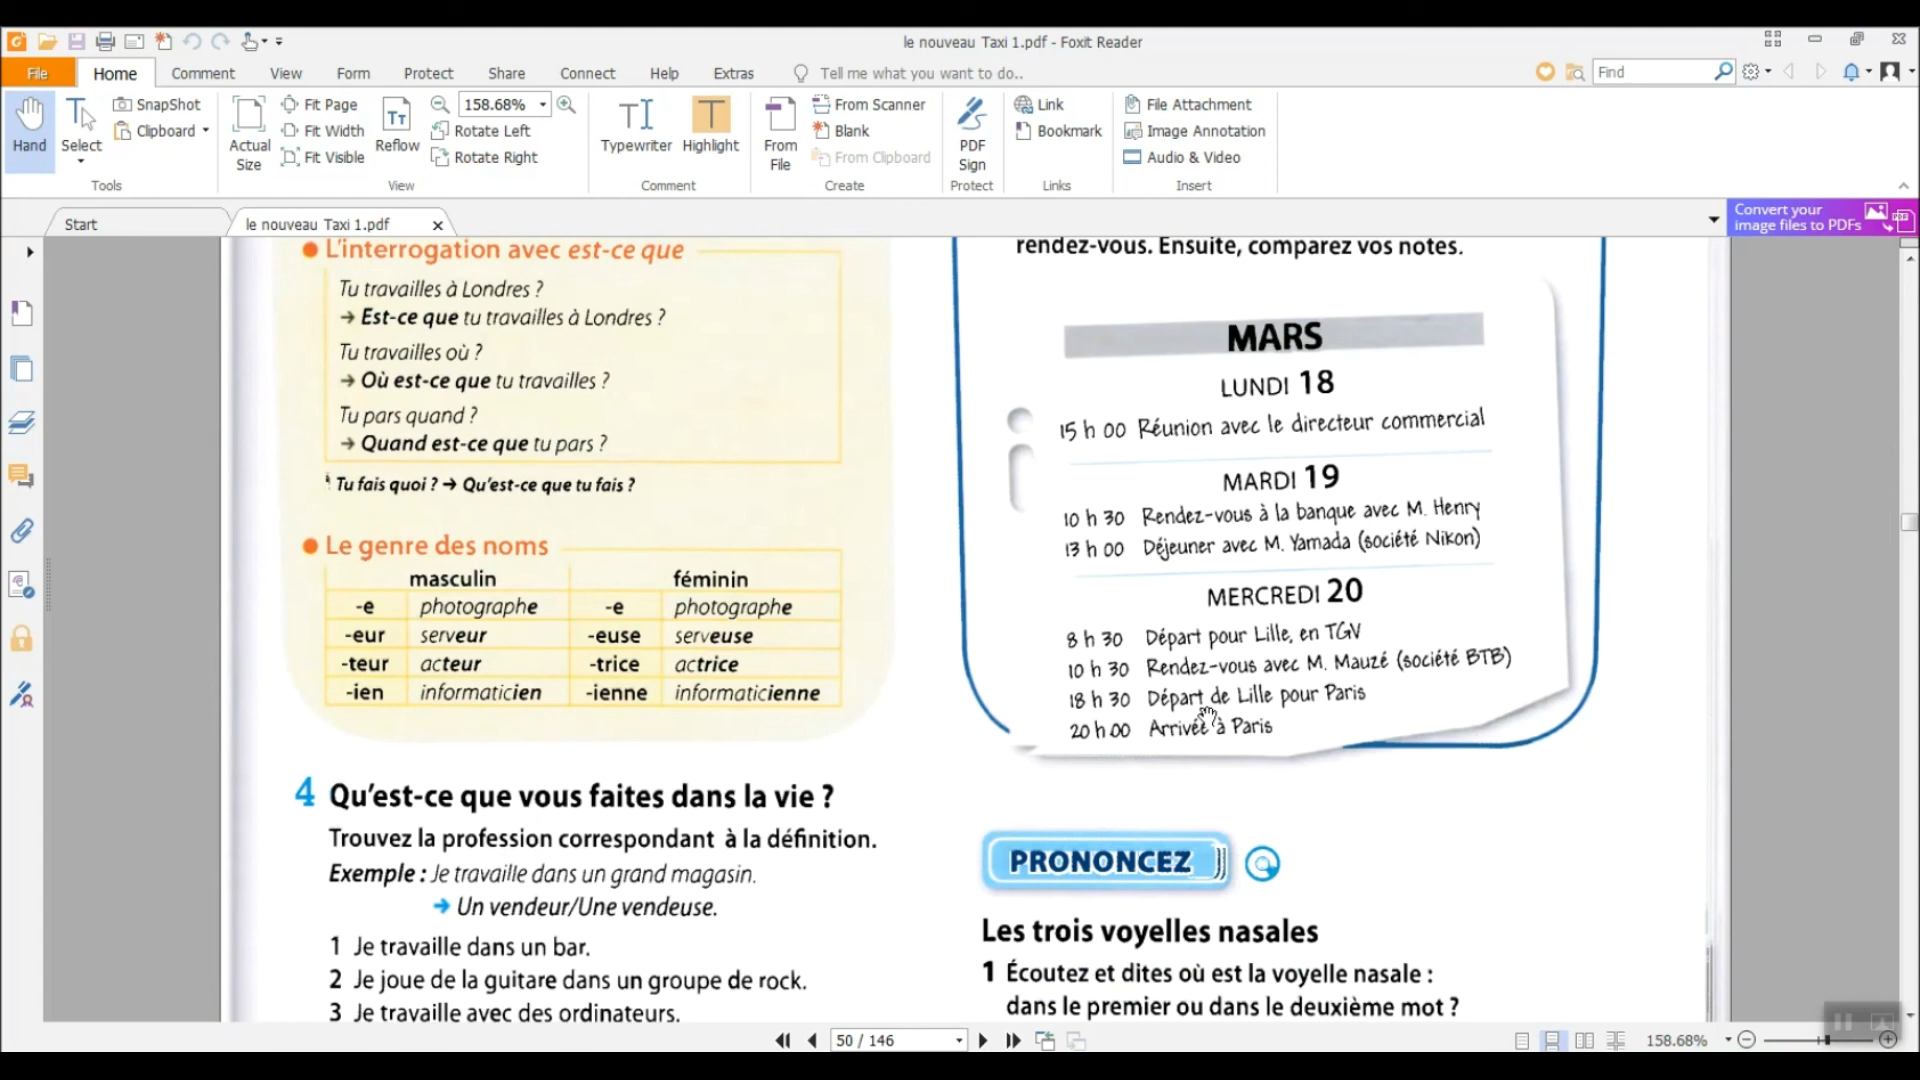 le nouveau Taxi 1.pdf - Foxit Reader
File Home Comment View Form Protect Share Connect Help Extras Tell me what you want to do.. Find
Hand
Select
SnapShot
Clipboard
Tools
Actual Size
Fit Page
Fit Width
Fit Visible
Reflow
158.68%
Rotate Left
Rotate Right
View
Typewriter
Highlight
Comment
From File
From Scanner
Blank
From Clipboard
Create
PDF Sign
Protect
Link
Bookmark
Links
File Attachment
Image Annotation
Audio & Video
Insert
Start
le nouveau Taxi 1.pdf
Convert your
image files to PDFs
L'interrogation avec est-ce que
Tu travailles à Londres ?
→ Est-ce que tu travailles à Londres ?
Tu travailles où ?
→ Où est-ce que tu travailles ?
Tu pars quand ?
→ Quand est-ce que tu pars ?
Tu fais quoi ? → Qu'est-ce que tu fais ?
Le genre des noms
masculin féminin
-e photographe -e photographe
-eur serveur -euse serveuse
-teur acteur -trice actrice
-ien informaticien -ienne informaticienne
4 Qu'est-ce que vous faites dans la vie ?
Trouvez la profession correspondant à la définition.
Exemple : Je travaille dans un grand magasin.
→ Un vendeur/Une vendeuse.
1 Je travaille dans un bar.
2 Je joue de la guitare dans un groupe de rock.
3 Je travaille avec des ordinateurs.
rendez-vous. Ensuite, comparez vos notes.
MARS
LUNDI 18
15 h 00 Réunion avec le directeur commercial
MARDI 19
10 h 30 Rendez-vous à la banque avec M. Henry
13 h 00 Déjeuner avec M. Yamada (société Nikon)
MERCREDI 20
8 h 30 Départ pour Lille, en TGV
10 h 30 Rendez-vous avec M. Mauzé (société BTB)
18 h 30 Départ de Lille pour Paris
20 h 00 Arrivée à Paris
PRONONCEZ
Les trois voyelles nasales
1 Écoutez et dites où est la voyelle nasale :
dans le premier ou dans le deuxième mot ?
50 / 146
158.68%